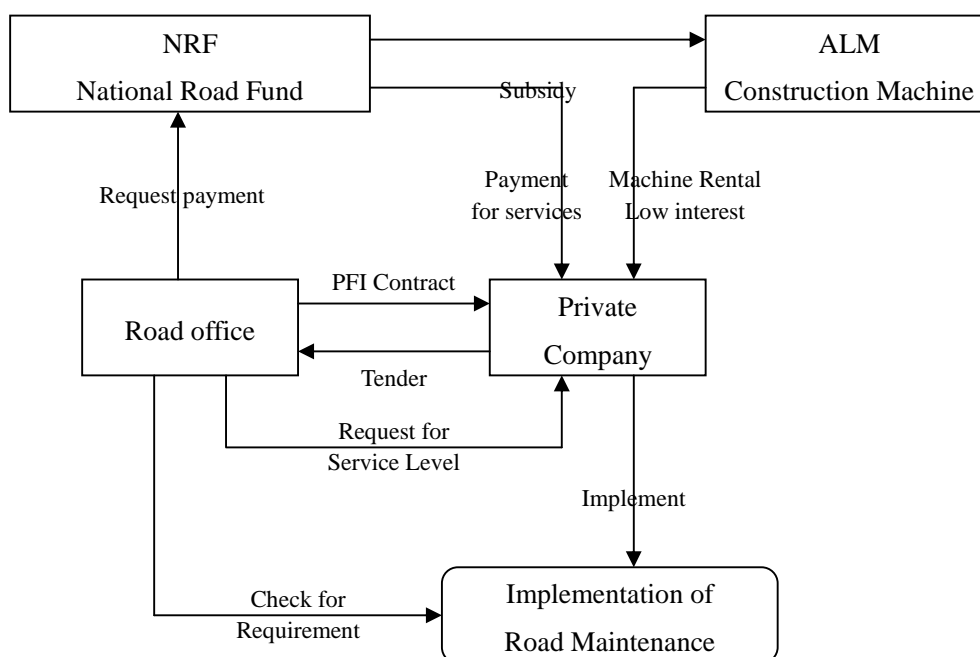 NRF
National Road Fund
ALM
Construction Machine
Subsidy
Request payment
Payment
for services
Machine Rental
Low interest
Road office
PFI Contract
Private
Company
Tender
Request for
Service Level
Implement
Check for
Requirement
Implementation of
Road Maintenance